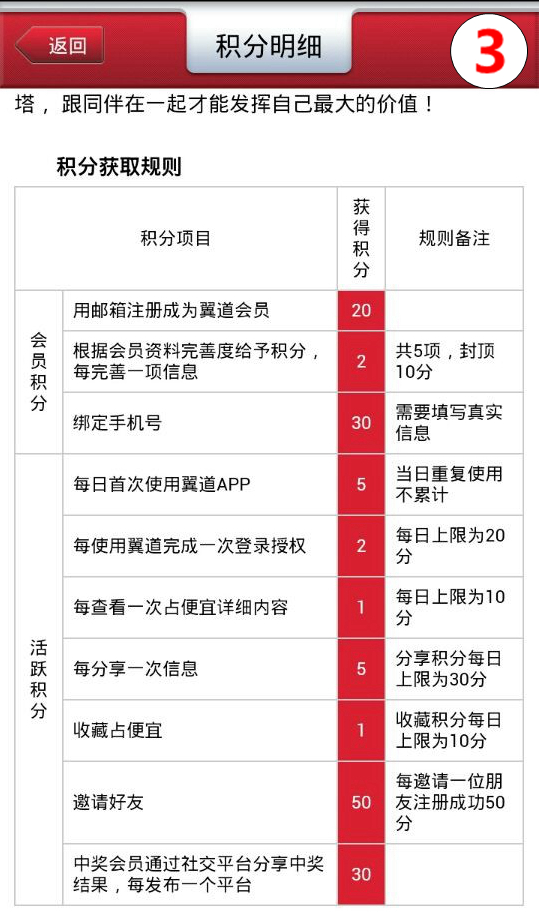 返回
积分明细
3
塔，跟同伴在一起才能发挥自己最大的价值！
积分获取规则
积分项目
获
得
积
分
规则备注
会
员
积
分
用邮箱注册成为翼道会员
20
根据会员资料完善度给予积分，
每完善一项信息
2
共5项，封顶
10分
绑定手机号
30
需要填写真实
信息
活
跃
积
分
每日首次使用翼道APP
5
当日重复使用
不累计
每使用翼道完成一次登录授权
2
每日上限为20
分
每查看一次占便宜详细内容
1
每日上限为10
分
每分享一次信息
5
分享积分每日
上限为30分
收藏占便宜
1
收藏积分每日
上限为10分
邀请好友
50
每邀请一位朋
友注册成功50
分
中奖会员通过社交平台分享中奖
结果，每发布一个平台
30